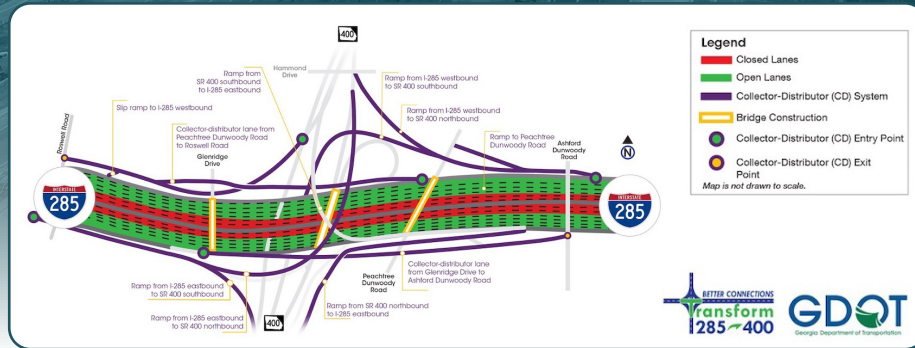 400
Hammond
Drive
Ramp from
SR 400 southbound
to I-285 eastbound
Ramp from I-285 westbound
to SR 400 southbound
Slip ramp to I-285 westbound
Ramp from I-285 westbound
to SR 400 northbound
Roswell Road
Collector-distributor lane from
Peachtree Dunwoody Road
to Roswell Road
Ramp to Peachtree
Dunwoody Road
Ashford
Dunwoody
Road
Glenridge
Drive
N
INTERSTATE
285
INTERSTATE
285
Collector-distributor lane
from Glenridge Drive to
Ashford Dunwoody Road
Peachtree
Dunwoody
Road
Ramp from I-285 eastbound
to SR 400 southbound
Ramp from SR 400 northbound
to I-285 eastbound
Ramp from I-285 eastbound
to SR 400 northbound
400
Legend
Closed Lanes
Open Lanes
Collector-Distributor (CD) System
Bridge Construction
Collector-Distributor (CD) Entry Point
Collector-Distributor (CD) Exit
Point
Map is not drawn to scale.
BETTER CONNECTIONS
Transform
285 400
GDOT
Georgia Department of Transportation